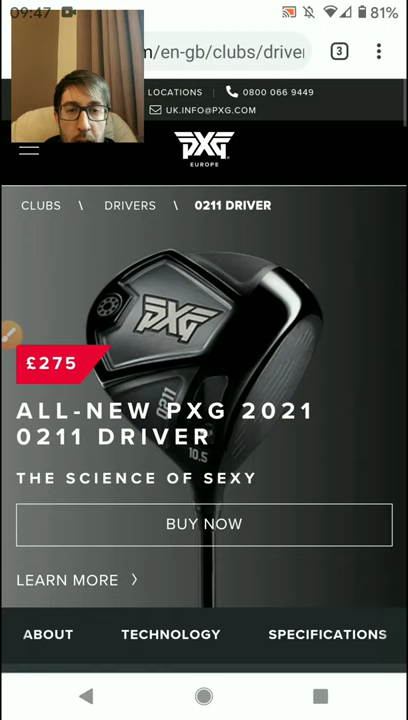 09:47
81%
m/en-gb/clubs/driver
3
LOCATIONS | 0800 066 9449
UK.INFO@PXG.COM
PXG
EUROPE
CLUBS \ DRIVERS \ 0211 DRIVER
PXG
0211
10.5
£275
ALL-NEW PXG 2021
0211 DRIVER
THE SCIENCE OF SEXY
BUY NOW
LEARN MORE
ABOUT TECHNOLOGY SPECIFICATIONS